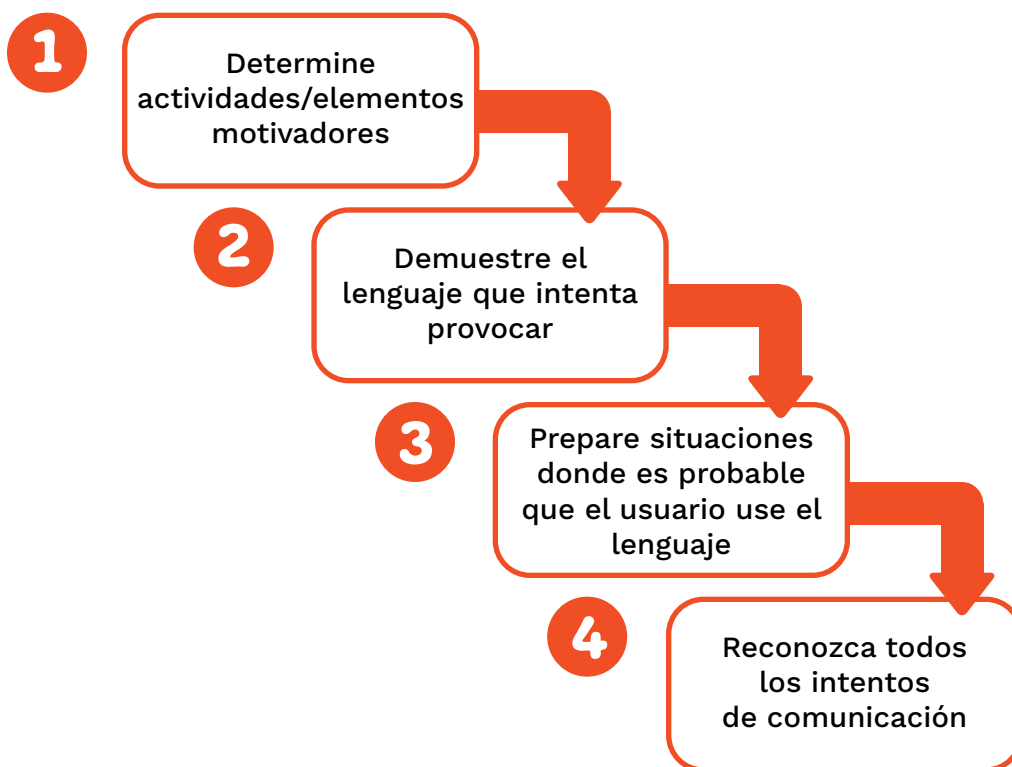 1
Determine
actividades/elementos
motivadores
2
Demuestre el
lenguaje que intenta
provocar
3
Prepare situaciones
donde es probable
que el usuario use el
lenguaje
4
Reconozca todos
los intentos
de comunicación